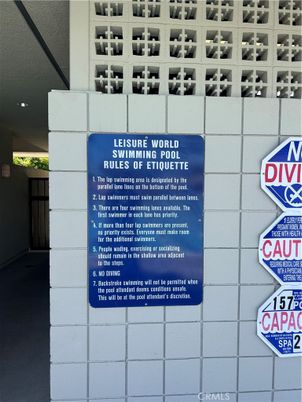 LEISURE WORLD
SWIMMING POOL
RULES OF ETIQUETTE
1. The lap swimming area is designated by the
parallel lane lines on the bottom of the pool.
2. Lap swimmers must swim parallel between lanes.
3. There are four swimming lanes available. The
first swimmer in each lane has priority.
4. If more than four lap swimmers are present,
no priority exists. Everyone must make room
for the additional swimmers.
5. People wading, exercising or socializing
should remain in the shallow area adjacent
to the steps.
6. NO DIVING
7. Backstroke swimming will not be permitted when
the pool attendant deems conditions unsafe.
This will be at the pool attendant's discretion.
N
DIVI
CAUT
157
CAPAC
SPA 2
CRMLS